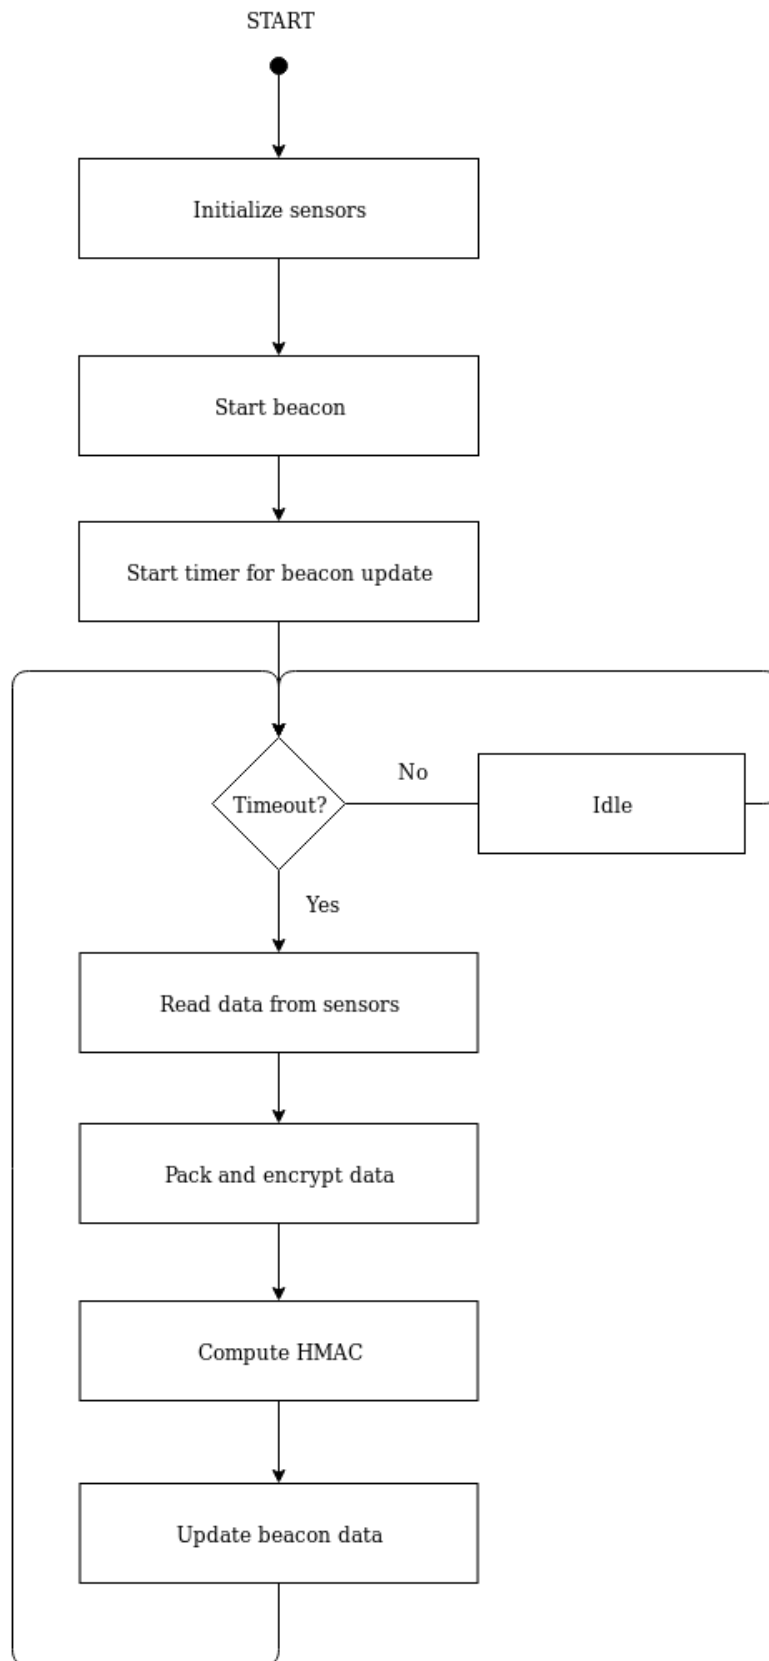 START
Initialize sensors
Start beacon
Start timer for beacon update
Timeout?
No
Idle
Yes
Read data from sensors
Pack and encrypt data
Compute HMAC
Update beacon data